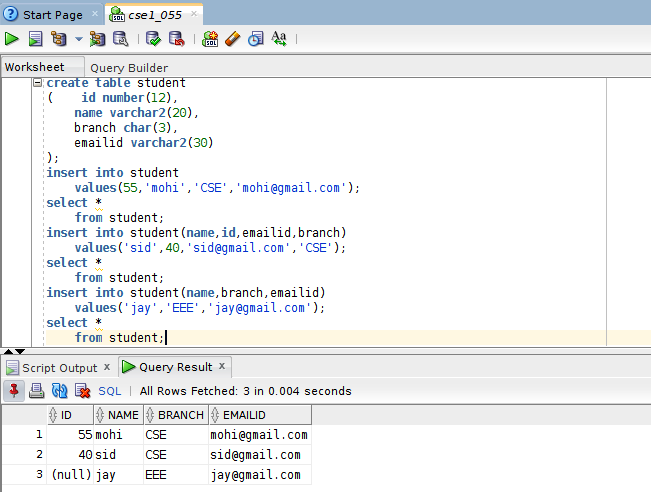 Start Page cse1_055
Worksheet Query Builder
create table student
( id number(12),
name varchar2(20),
branch char(3),
emailid varchar2(30)
);
insert into student
values(55,'mohi','CSE','mohi@gmail.com');
select *
from student;
insert into student(name,id,emailid,branch)
values('sid',40,'sid@gmail.com','CSE');
select *
from student;
insert into student(name,branch,emailid)
values('jay','EEE','jay@gmail.com');
select *
from student;
Script Output x Query Result x
SQL | All Rows Fetched: 3 in 0.004 seconds
ID NAME BRANCH EMAILID
1 55 mohi CSE mohi@gmail.com
2 40 sid CSE sid@gmail.com
3 (null) jay EEE jay@gmail.com